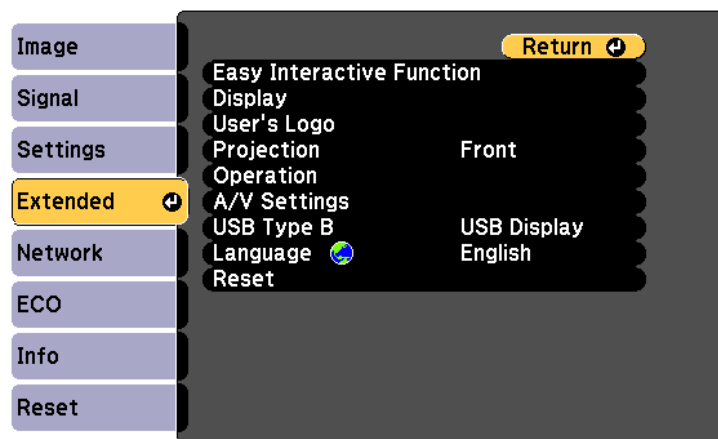 Image
Signal
Settings
Extended
Network
ECO
Info
Reset
Return
Easy Interactive Function
Display
User's Logo
Projection Front
Operation
A/V Settings
USB Type B USB Display
Language English
Reset